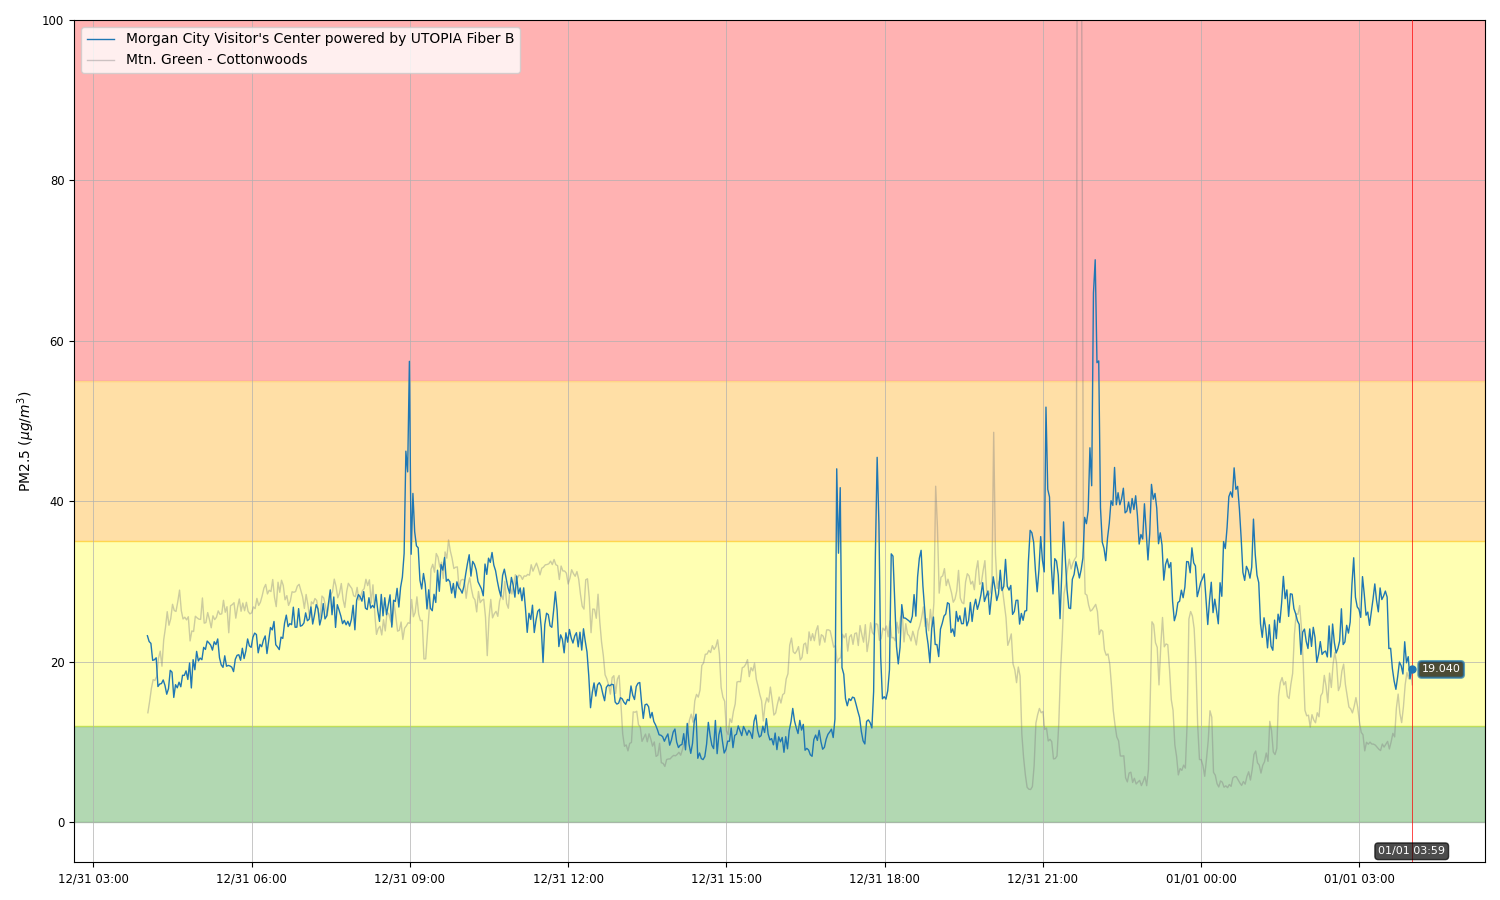 100
Morgan City Visitor's Center powered by UTOPIA Fiber B
Mtn. Green - Cottonwoods
80
60
PM2.5 (μg/m³)
40
20
19.040
0
01/01 03:59
12/31 03:00 12/31 06:00 12/31 09:00 12/31 12:00 12/31 15:00 12/31 18:00 12/31 21:00 01/01 00:00 01/01 03:00